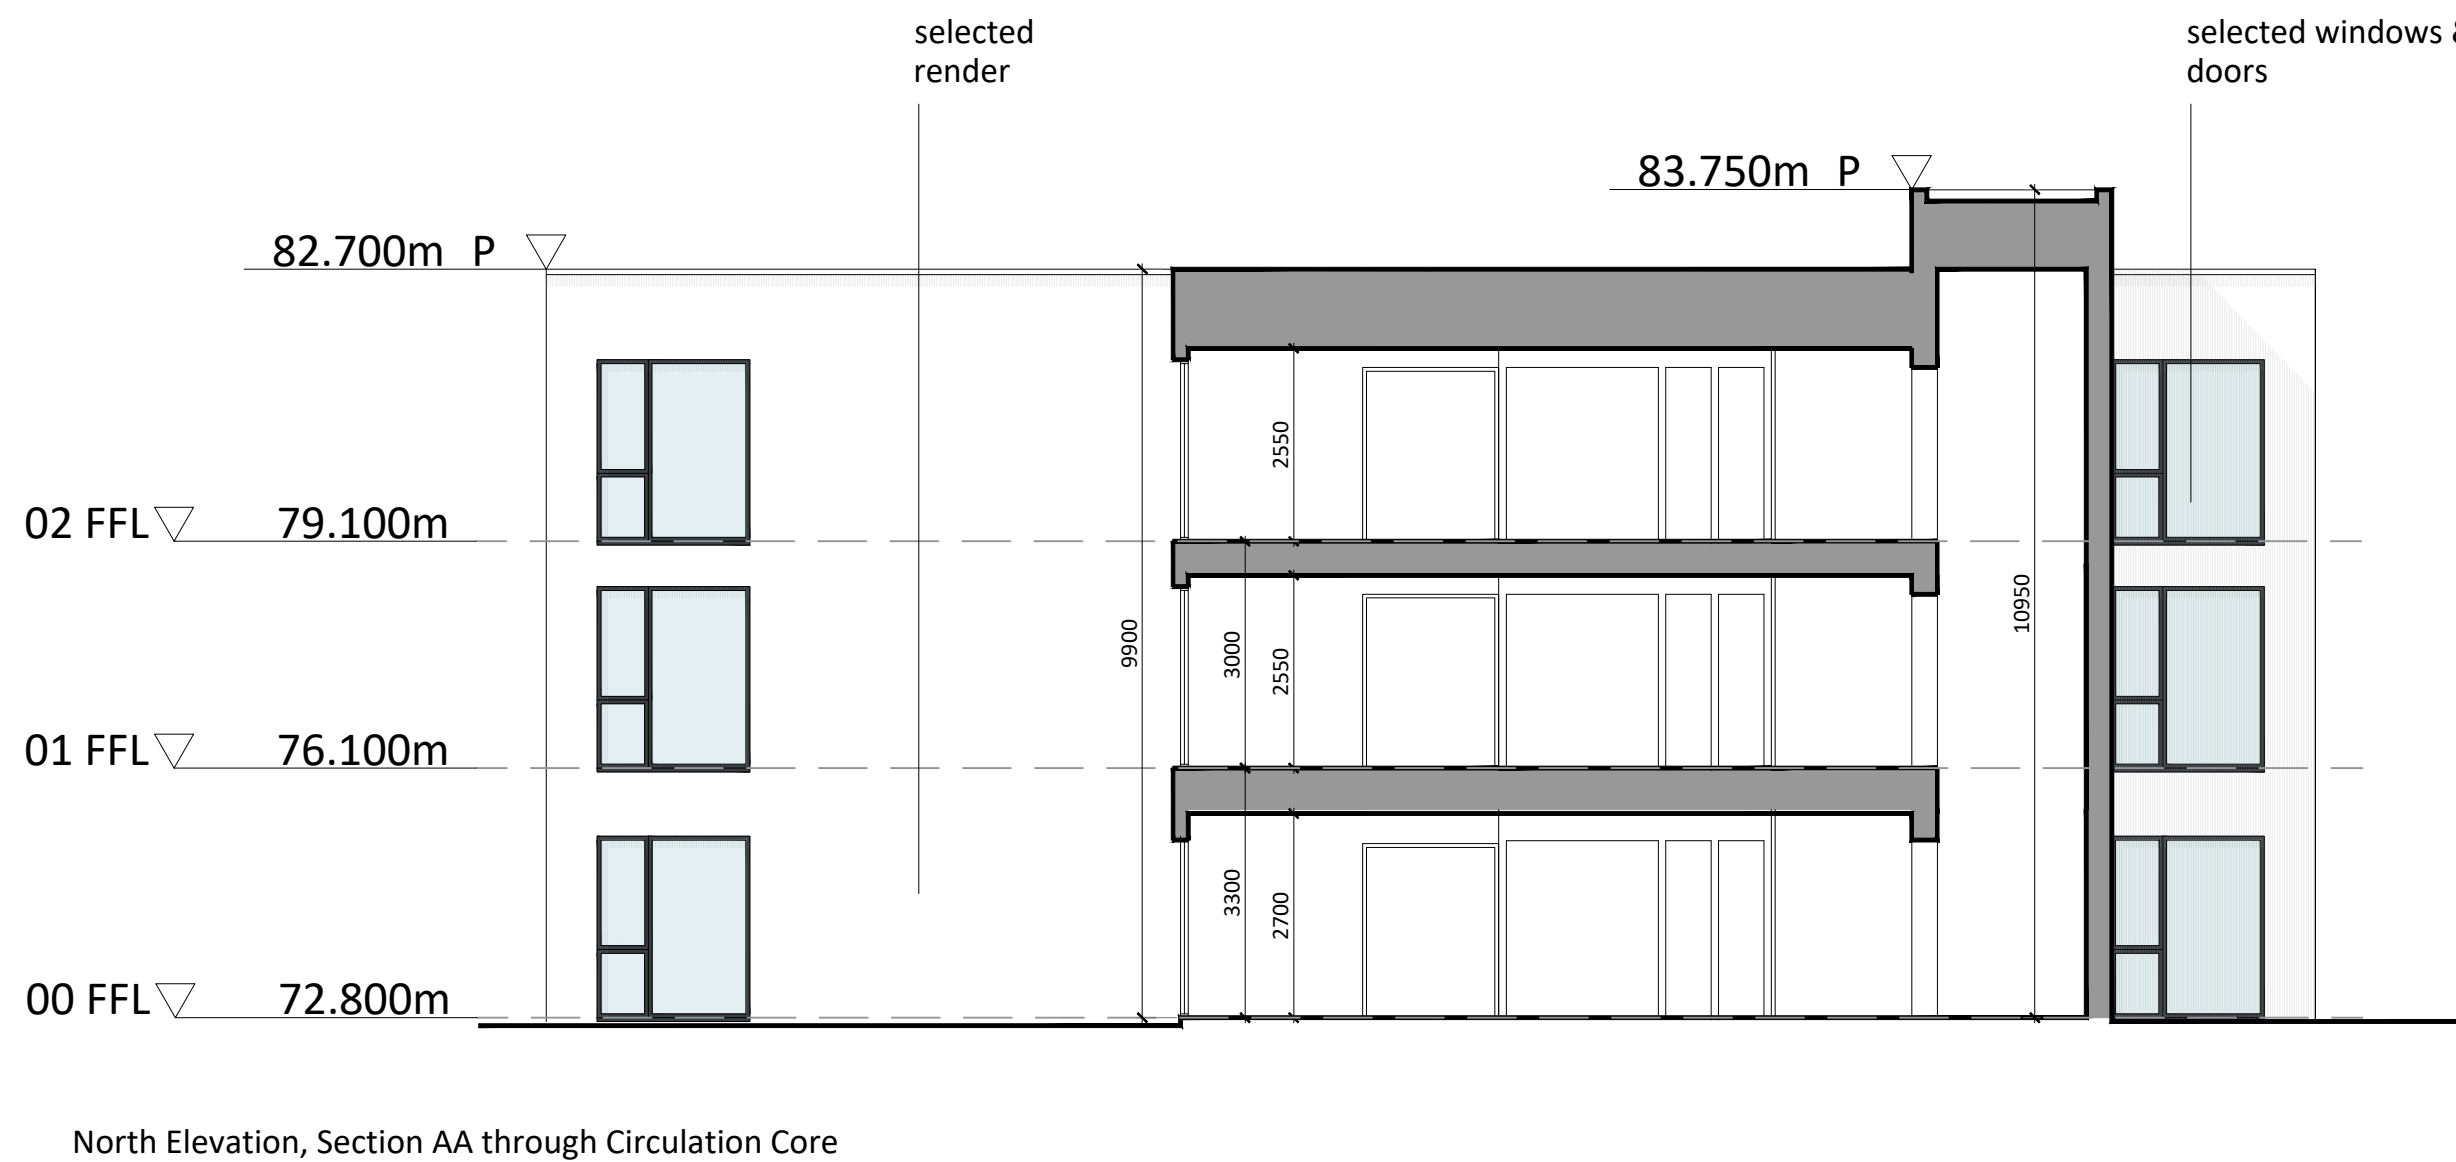 selected
render
selected windows &
doors
83.750m P
82.700m P
2550
02 FFL 79.100m
10950
9900
3000
2550
01 FFL 76.100m
3300
2700
00 FFL 72.800m
North Elevation, Section AA through Circulation Core